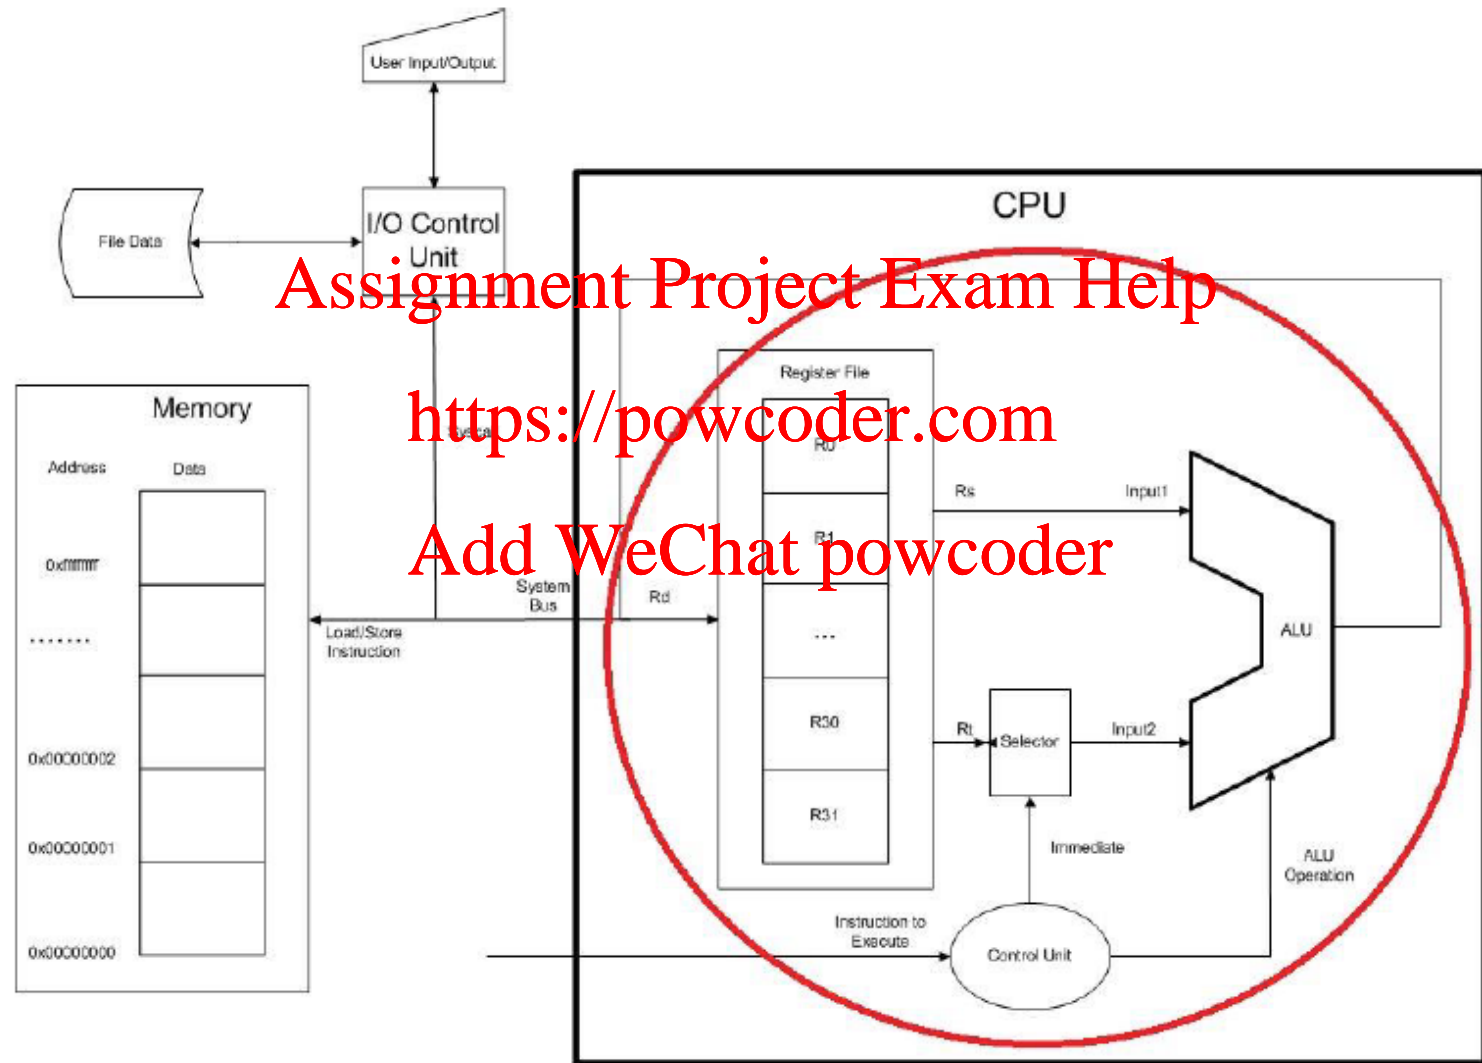 User Input/Output
CPU
I/O Control
Unit
File Data
Assignment Project Exam Help
Register File
Memory
https://powcoder.com
R0
Address
Data
Rs
Input1
Add WeChat powcoder
R1
0xffffffff
System
Bus
Rd
.......
Load/Store
Instruction
...
ALU
R30
Rt
Selector
Input2
0x00000002
R31
0x00000001
Immediate
ALU
Operation
Instruction to
Execute
0x00000000
Control Unit